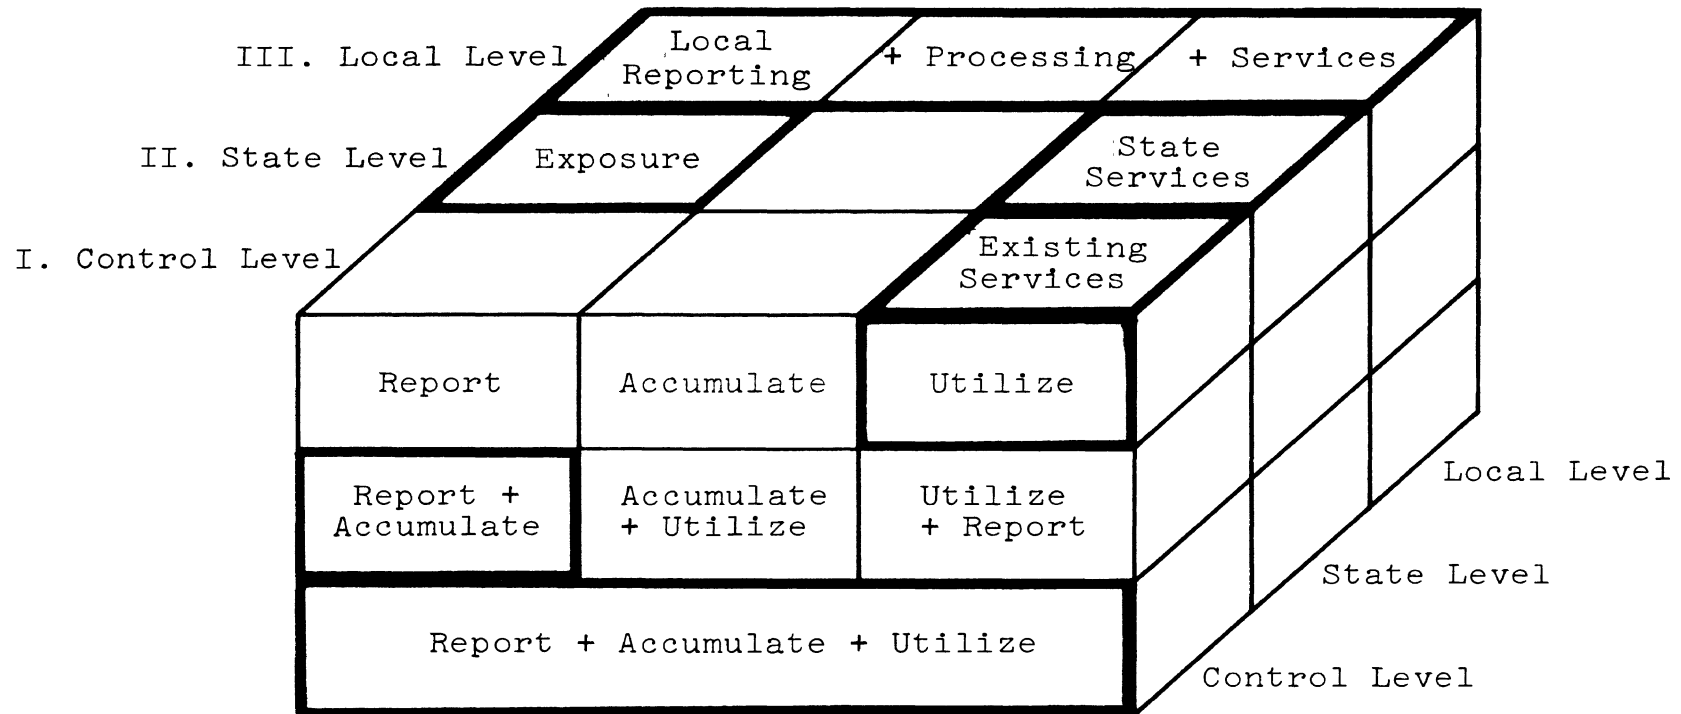 III. Local Level
Local
Reporting
+ Processing
+ Services
II. State Level
Exposure
State
Services
I. Control Level
Existing
Services
Report
Accumulate
Utilize
Report +
Accumulate
Accumulate
+ Utilize
Utilize
+ Report
Report + Accumulate + Utilize
Local Level
State Level
Control Level